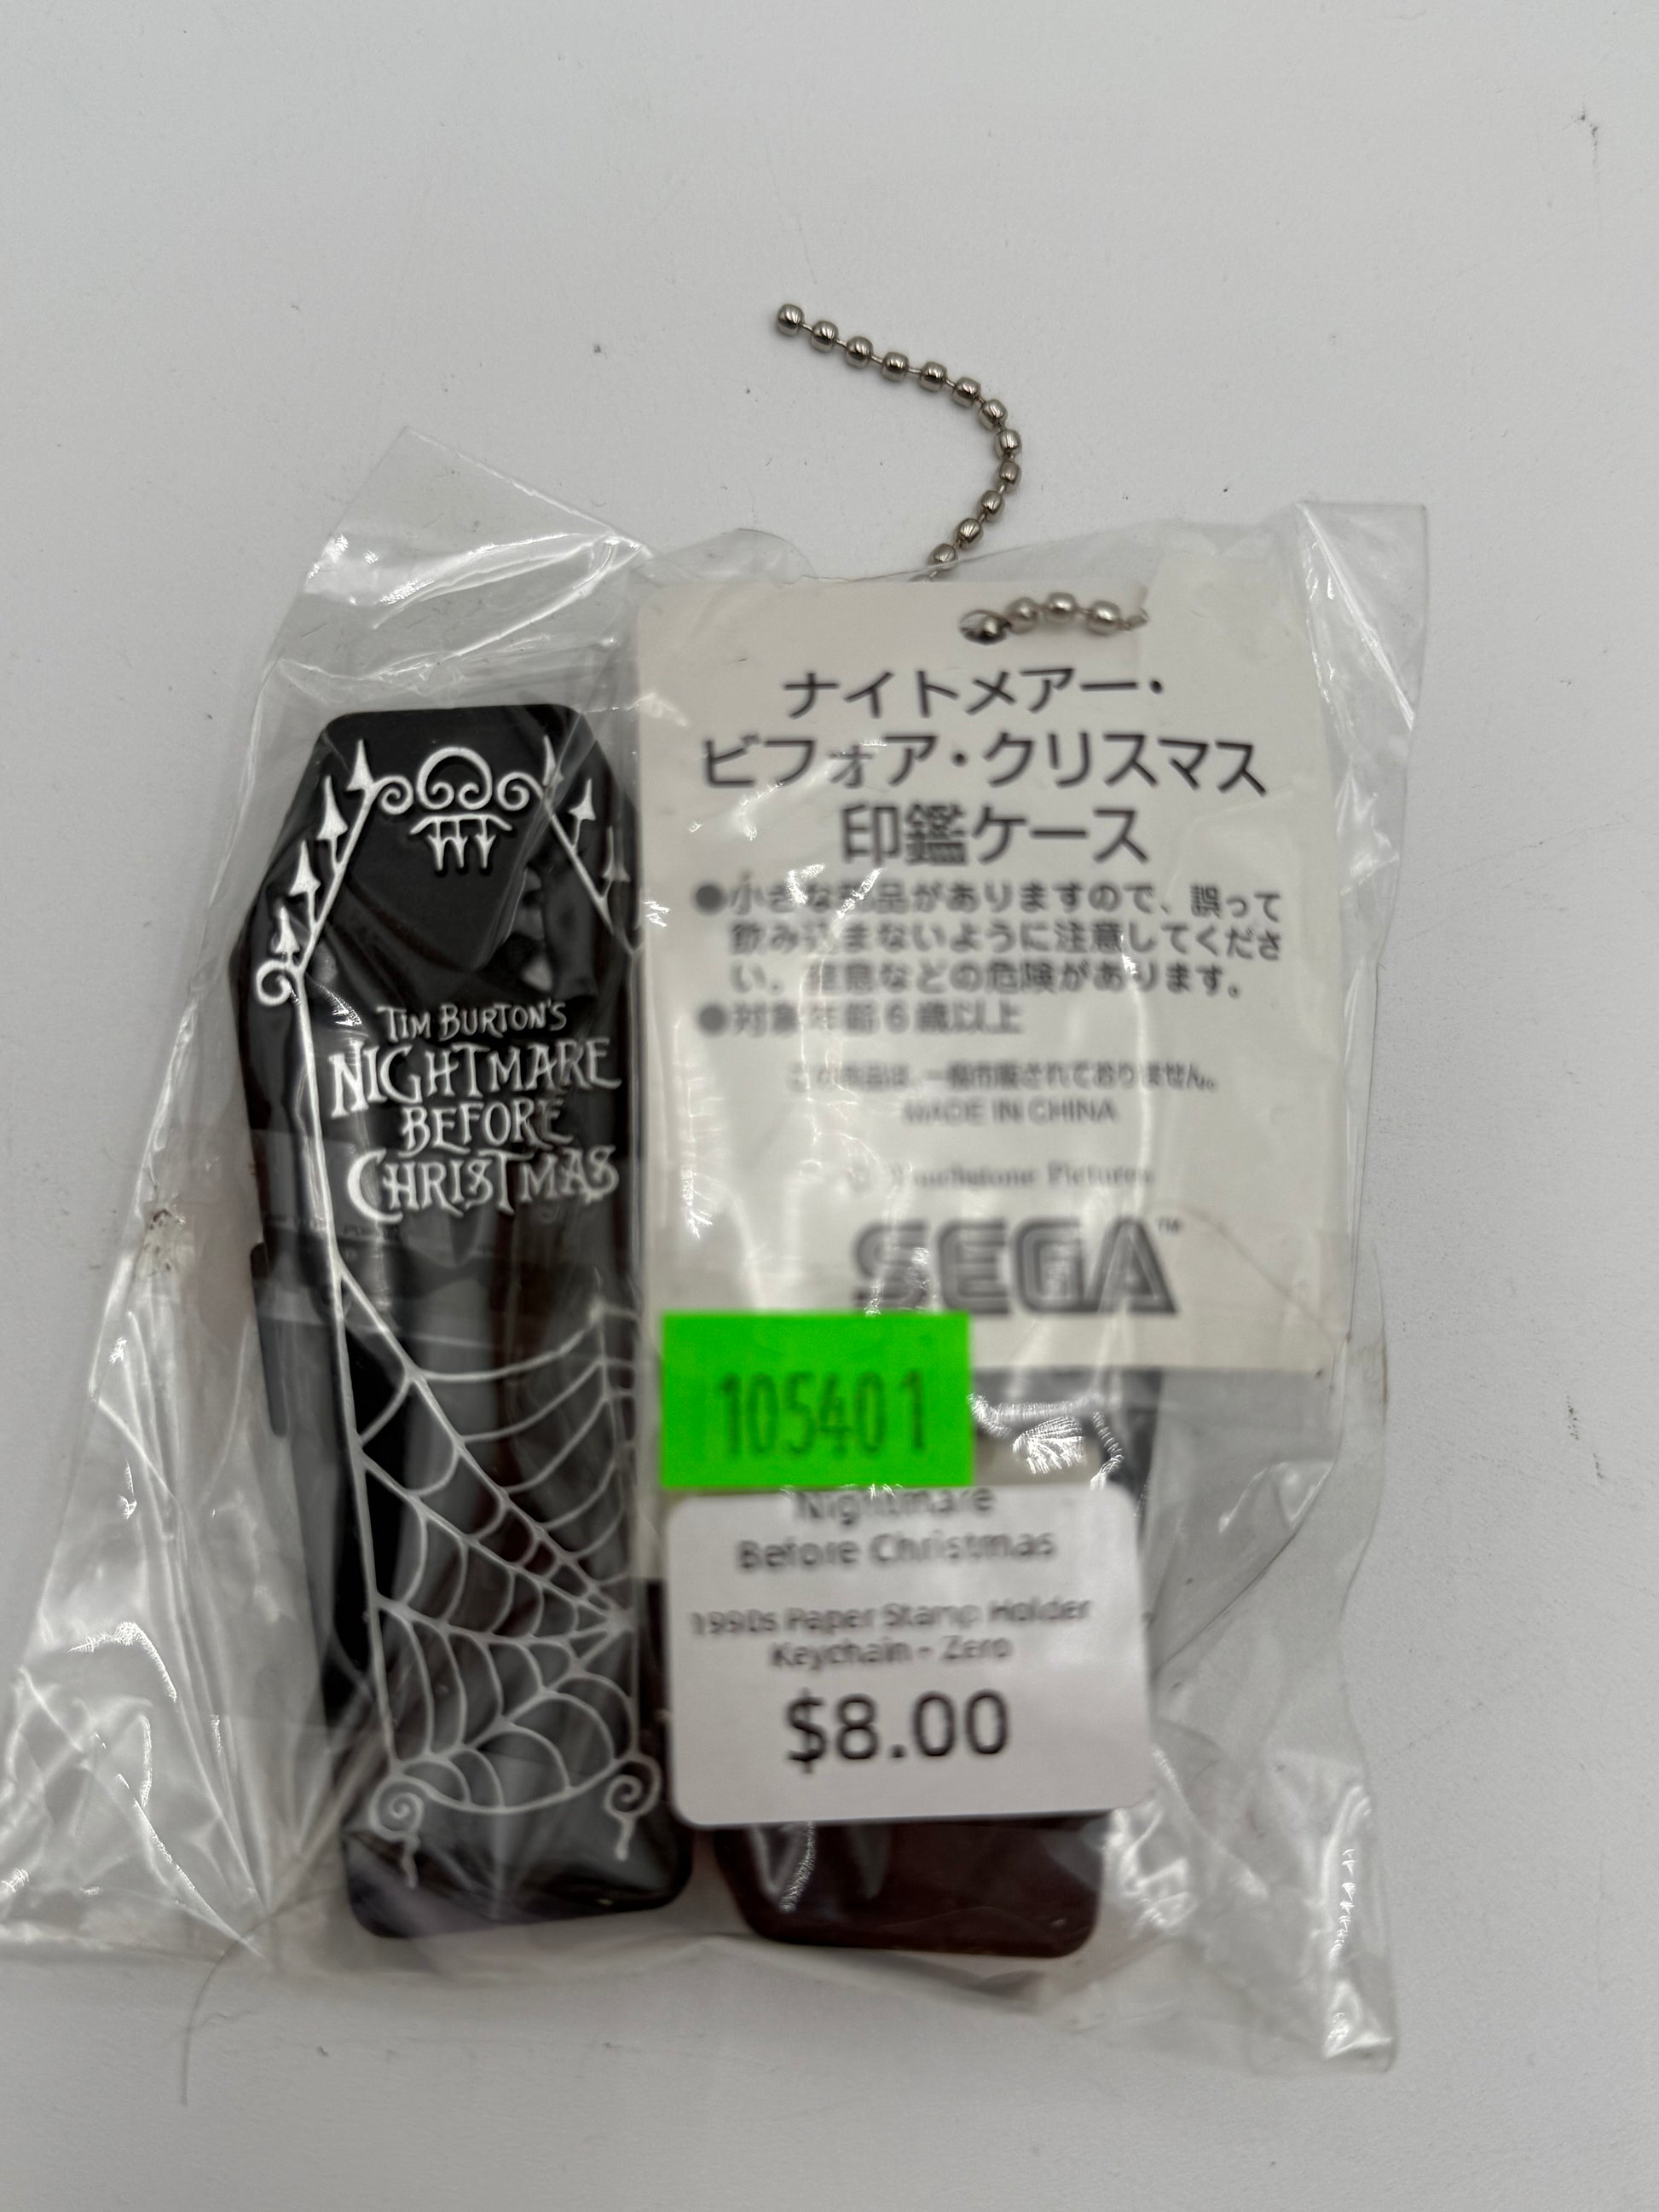 TIM BURTON'S
NIGHTMARE
BEFORE
CHRISTMAS
ナイトメアー・
ビフォア・クリスマス
印鑑ケース
●小さな部品がありますので、誤って
飲み込まないように注意してくださ
い。窒息などの危険があります。
●対象年齢6歳以上
この商品は、一般市販されておりません。
MADE IN CHINA
© Touchstone Pictures
SEGA™
105401
Nightmare
Before Christmas
1990s Paper Stamp Holder
Keychain - Zero
$8.00